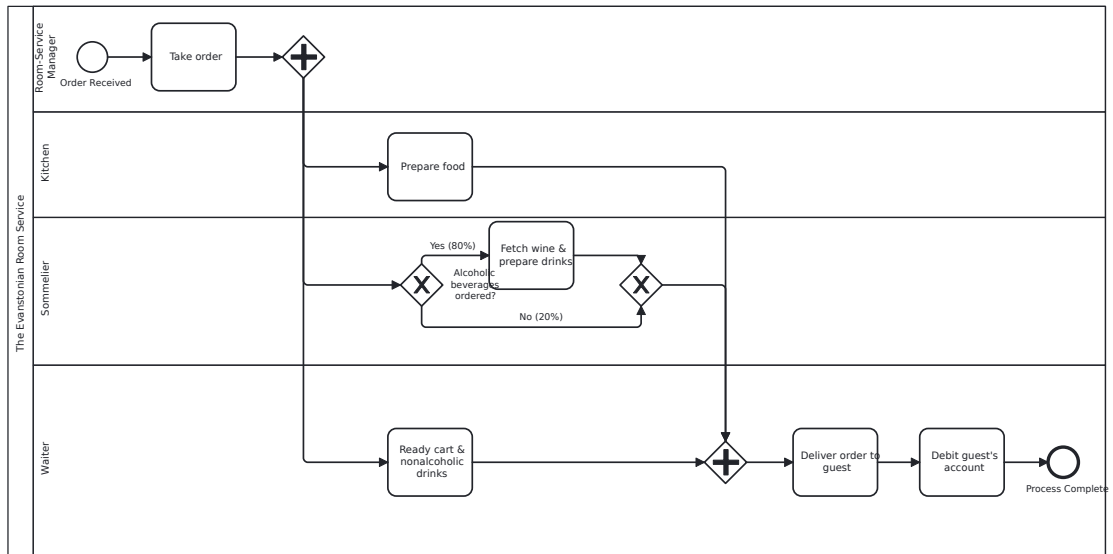 The Evanstonian Room Service
Room-Service
Manager
Order Received
Take order
Kitchen
Prepare food
Sommelier
Yes (80%)
Alcoholic
beverages
ordered?
Fetch wine &
prepare drinks
No (20%)
Waiter
Ready cart &
nonalcoholic
drinks
Deliver order to
guest
Debit guest's
account
Process Complete